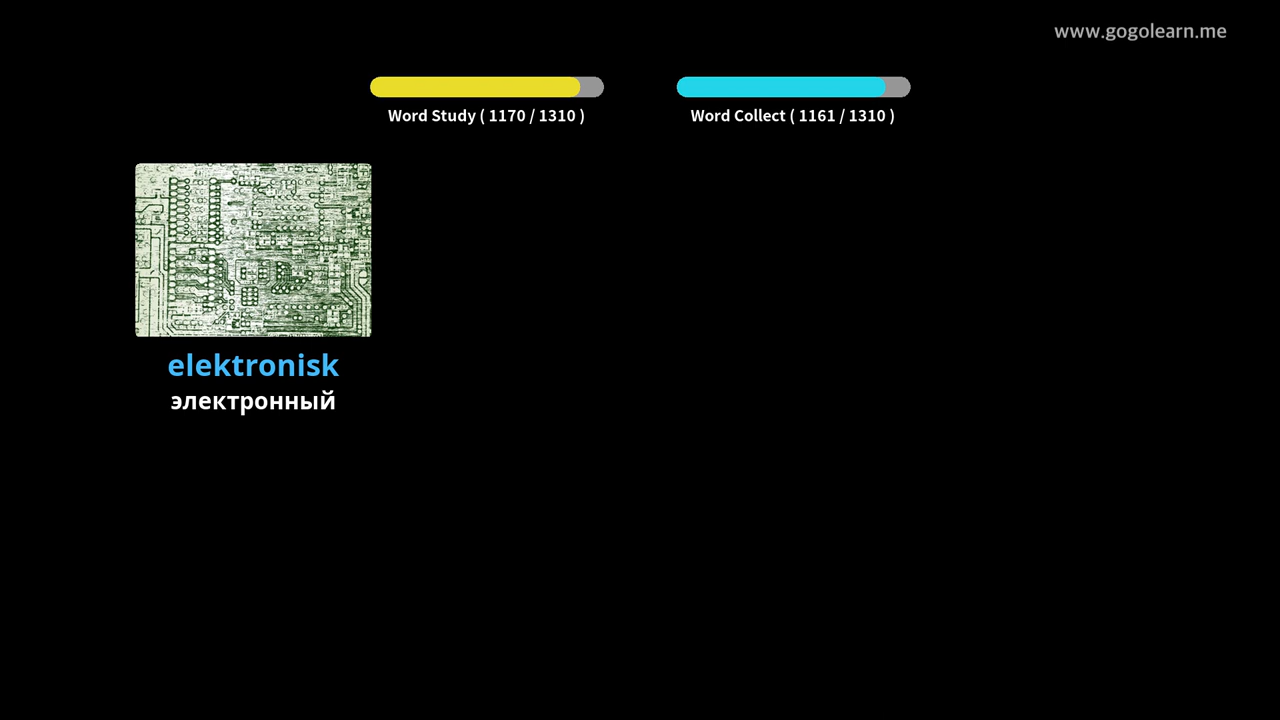 www.gogolearn.me
Word Study ( 1170 / 1310 )
Word Collect ( 1161 / 1310 )
elektronisk
электронный